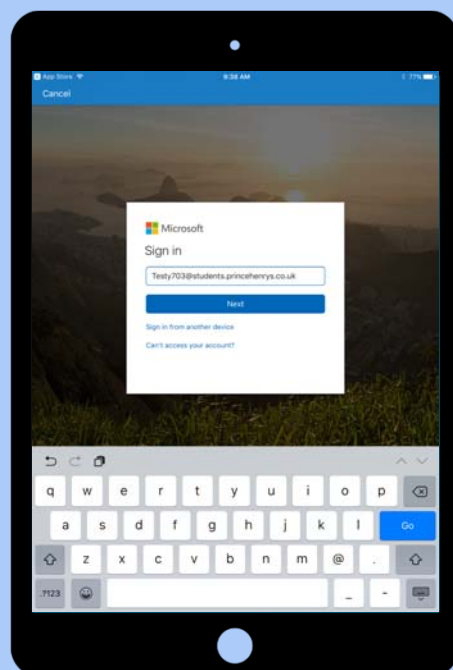 App Store 9:38 AM 77%
Cancel
Microsoft
Sign in
Testy703@students.princehenrys.co.uk
Next
Sign in from another device
Can't access your account?
q w e r t y u i o p
a s d f g h j k l Go
z x c v b n m @ .
.?123 _ -